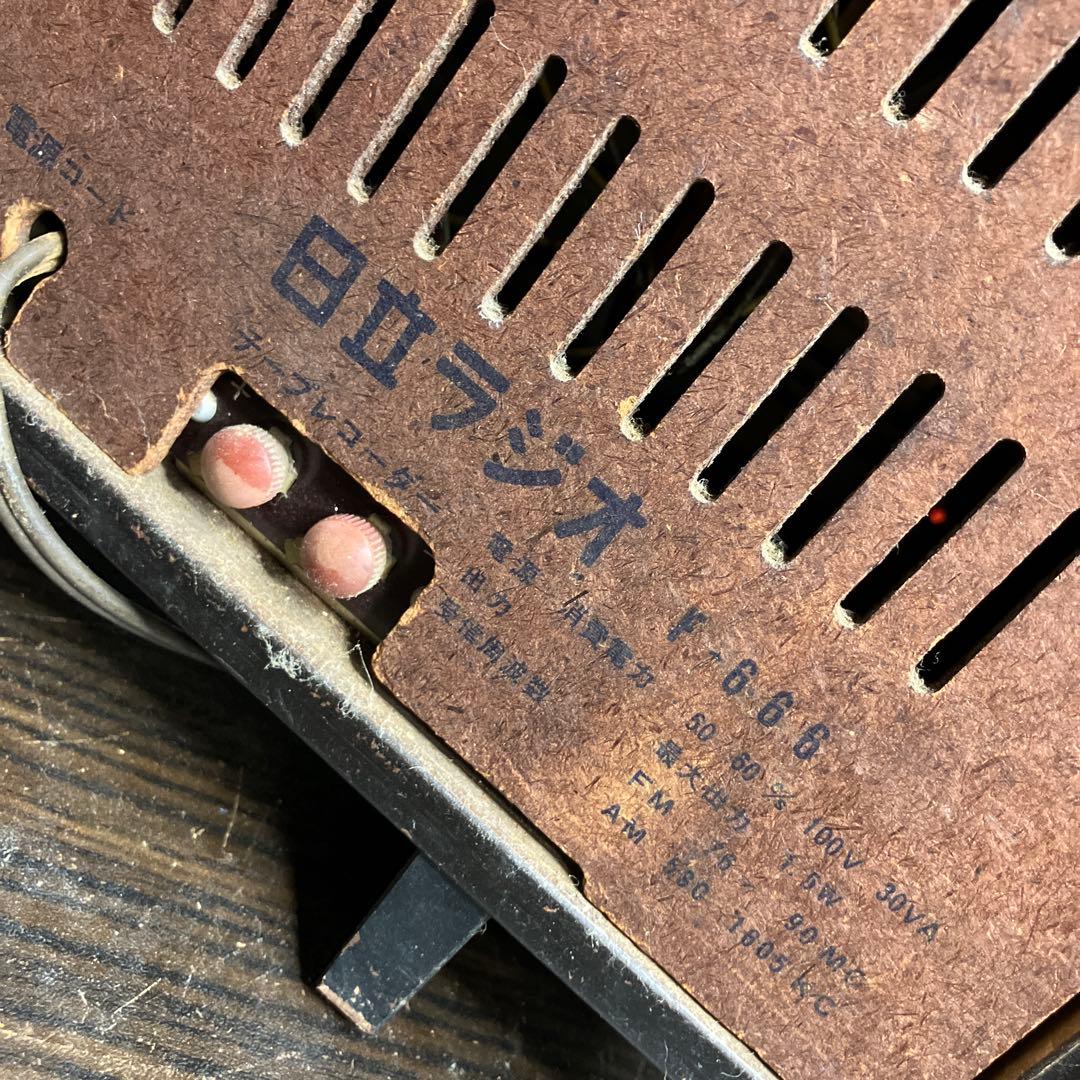 電源コード
日立ラジオ F-666
テープレコーダー
電源 消費電力 50 60 c/s 100V 30VA
出力 最大出力 1.5W
受信周波数 FM 76 - 90 MC
AM 1605 KC